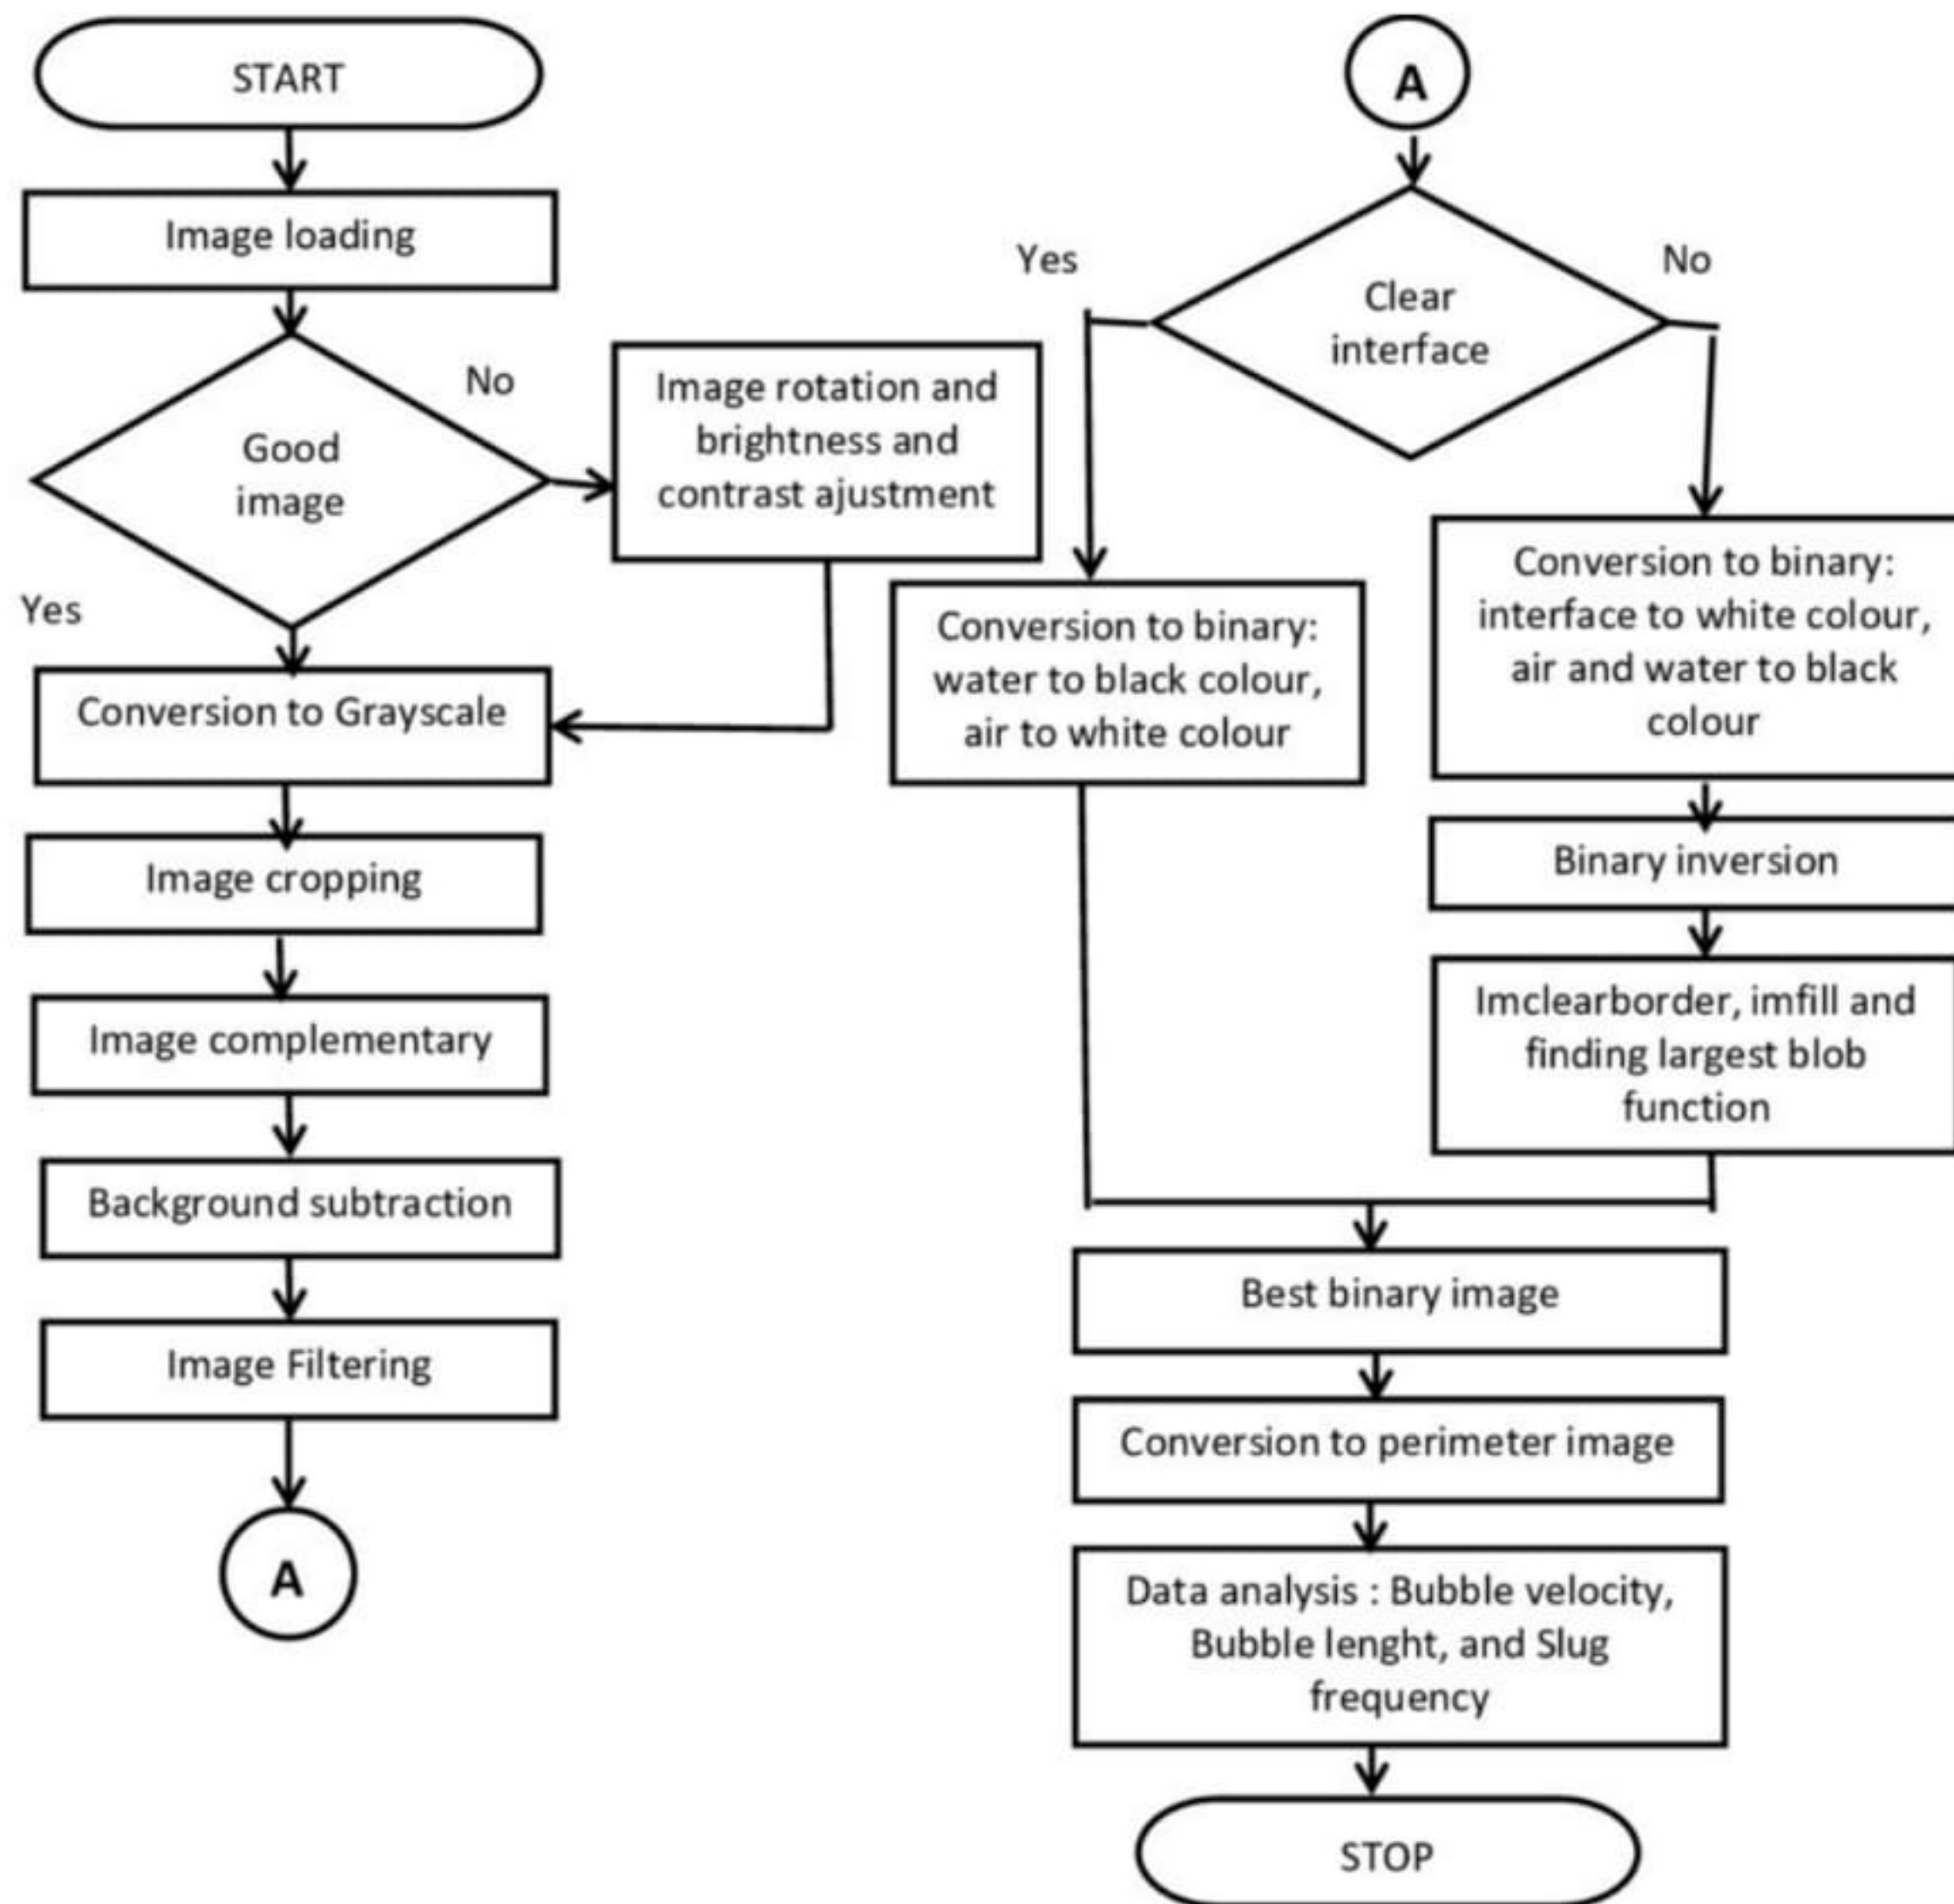 START
Image loading
Good
image
No
Image rotation and
brightness and
contrast ajustment
Yes
Conversion to Grayscale
Image cropping
Image complementary
Background subtraction
Image Filtering
A
A
Clear
interface
Yes
No
Conversion to binary:
water to black colour,
air to white colour
Conversion to binary:
interface to white colour,
air and water to black
colour
Binary inversion
Imclearborder, imfill and
finding largest blob
function
Best binary image
Conversion to perimeter image
Data analysis : Bubble velocity,
Bubble lenght, and Slug
frequency
STOP